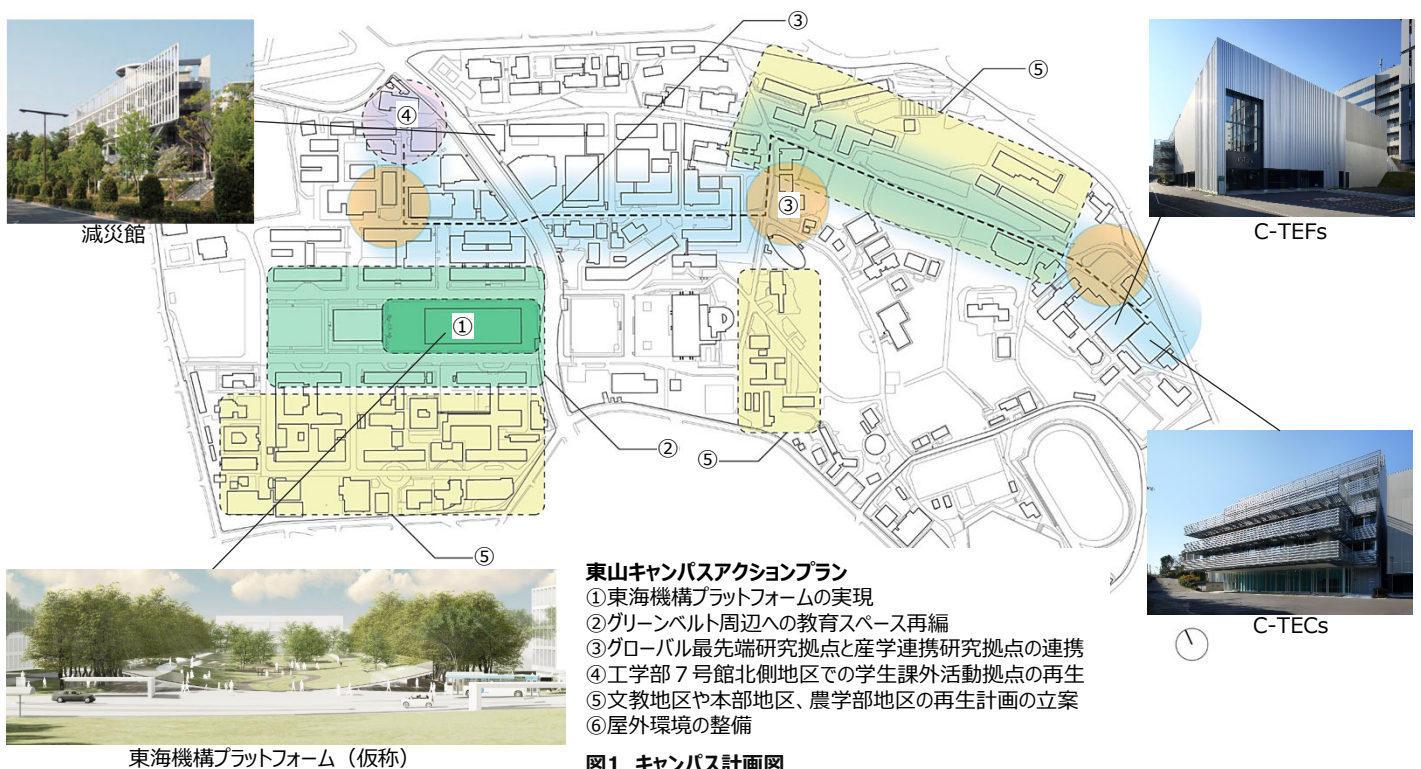 ③
⑤
④
③
減災館
C-TEFs
①
②
⑤
⑤
C-TECs
東海機構プラットフォーム（仮称）
東山キャンパスアクションプラン
①東海機構プラットフォームの実現
②グリーンベルト周辺への教育スペース再編
③グローバル最先端研究拠点と産学連携研究拠点の連携
④工学部７号館北側地区での学生課外活動拠点の再生
⑤文教地区や本部地区、農学部地区の再生計画の立案
⑥屋外環境の整備
図1 キャンパス計画図